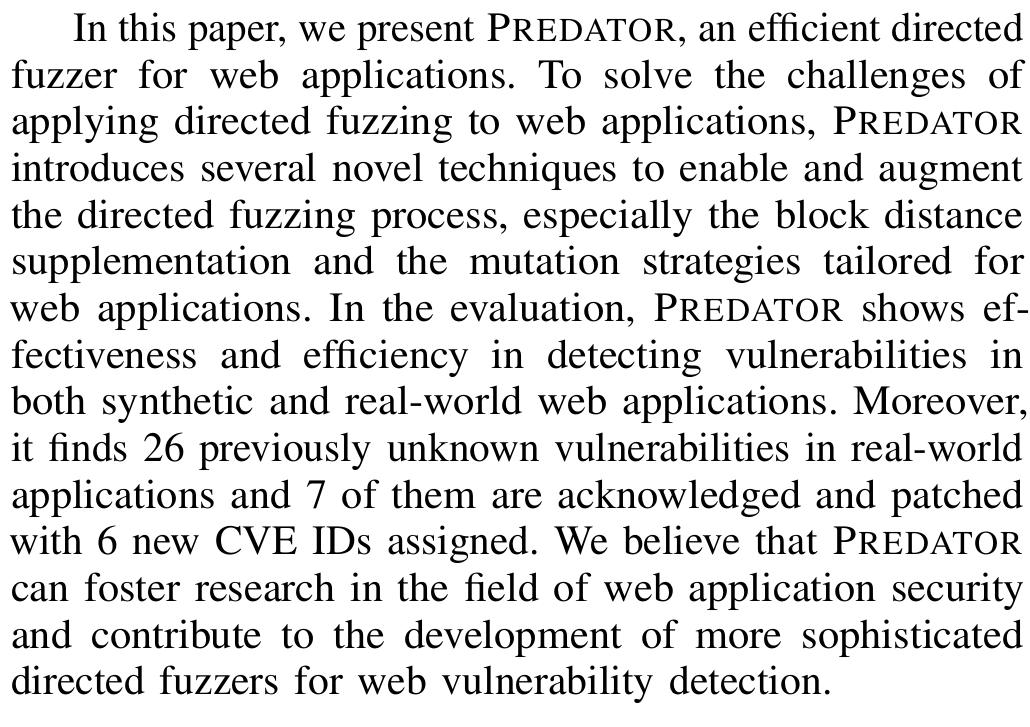 In this paper, we present PREDATOR, an efficient directed
fuzzer for web applications. To solve the challenges of
applying directed fuzzing to web applications, PREDATOR
introduces several novel techniques to enable and augment
the directed fuzzing process, especially the block distance
supplementation and the mutation strategies tailored for
web applications. In the evaluation, PREDATOR shows ef-
fectiveness and efficiency in detecting vulnerabilities in
both synthetic and real-world web applications. Moreover,
it finds 26 previously unknown vulnerabilities in real-world
applications and 7 of them are acknowledged and patched
with 6 new CVE IDs assigned. We believe that PREDATOR
can foster research in the field of web application security
and contribute to the development of more sophisticated
directed fuzzers for web vulnerability detection.